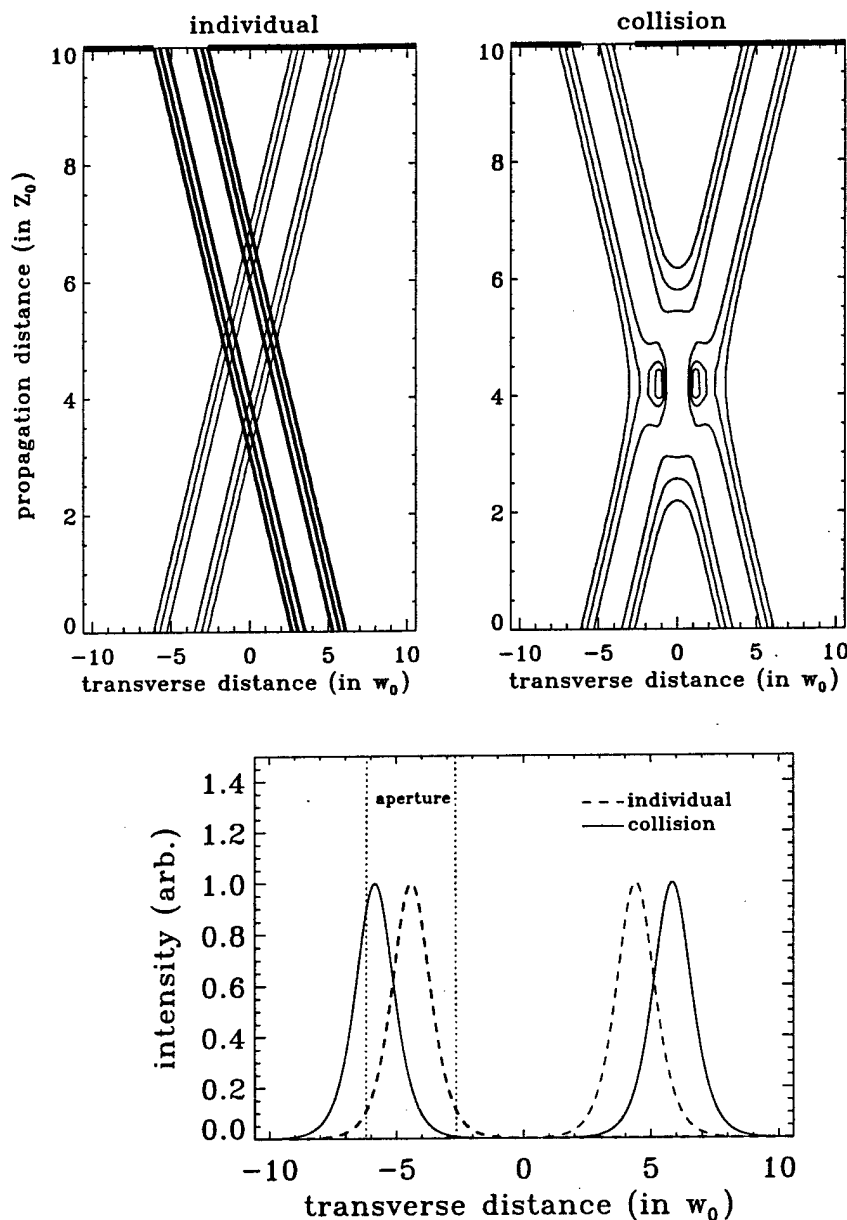 individual
collision
10
8
6
4
2
0
propagation distance (in Z₀)
-10 -5 0 5 10
transverse distance (in w₀)
10
8
6
4
2
0
-10 -5 0 5 10
transverse distance (in w₀)
1.4
1.2
1.0
0.8
0.6
0.4
0.2
0.0
intensity (arb.)
aperture
individual
collision
-10 -5 0 5 10
transverse distance (in w₀)